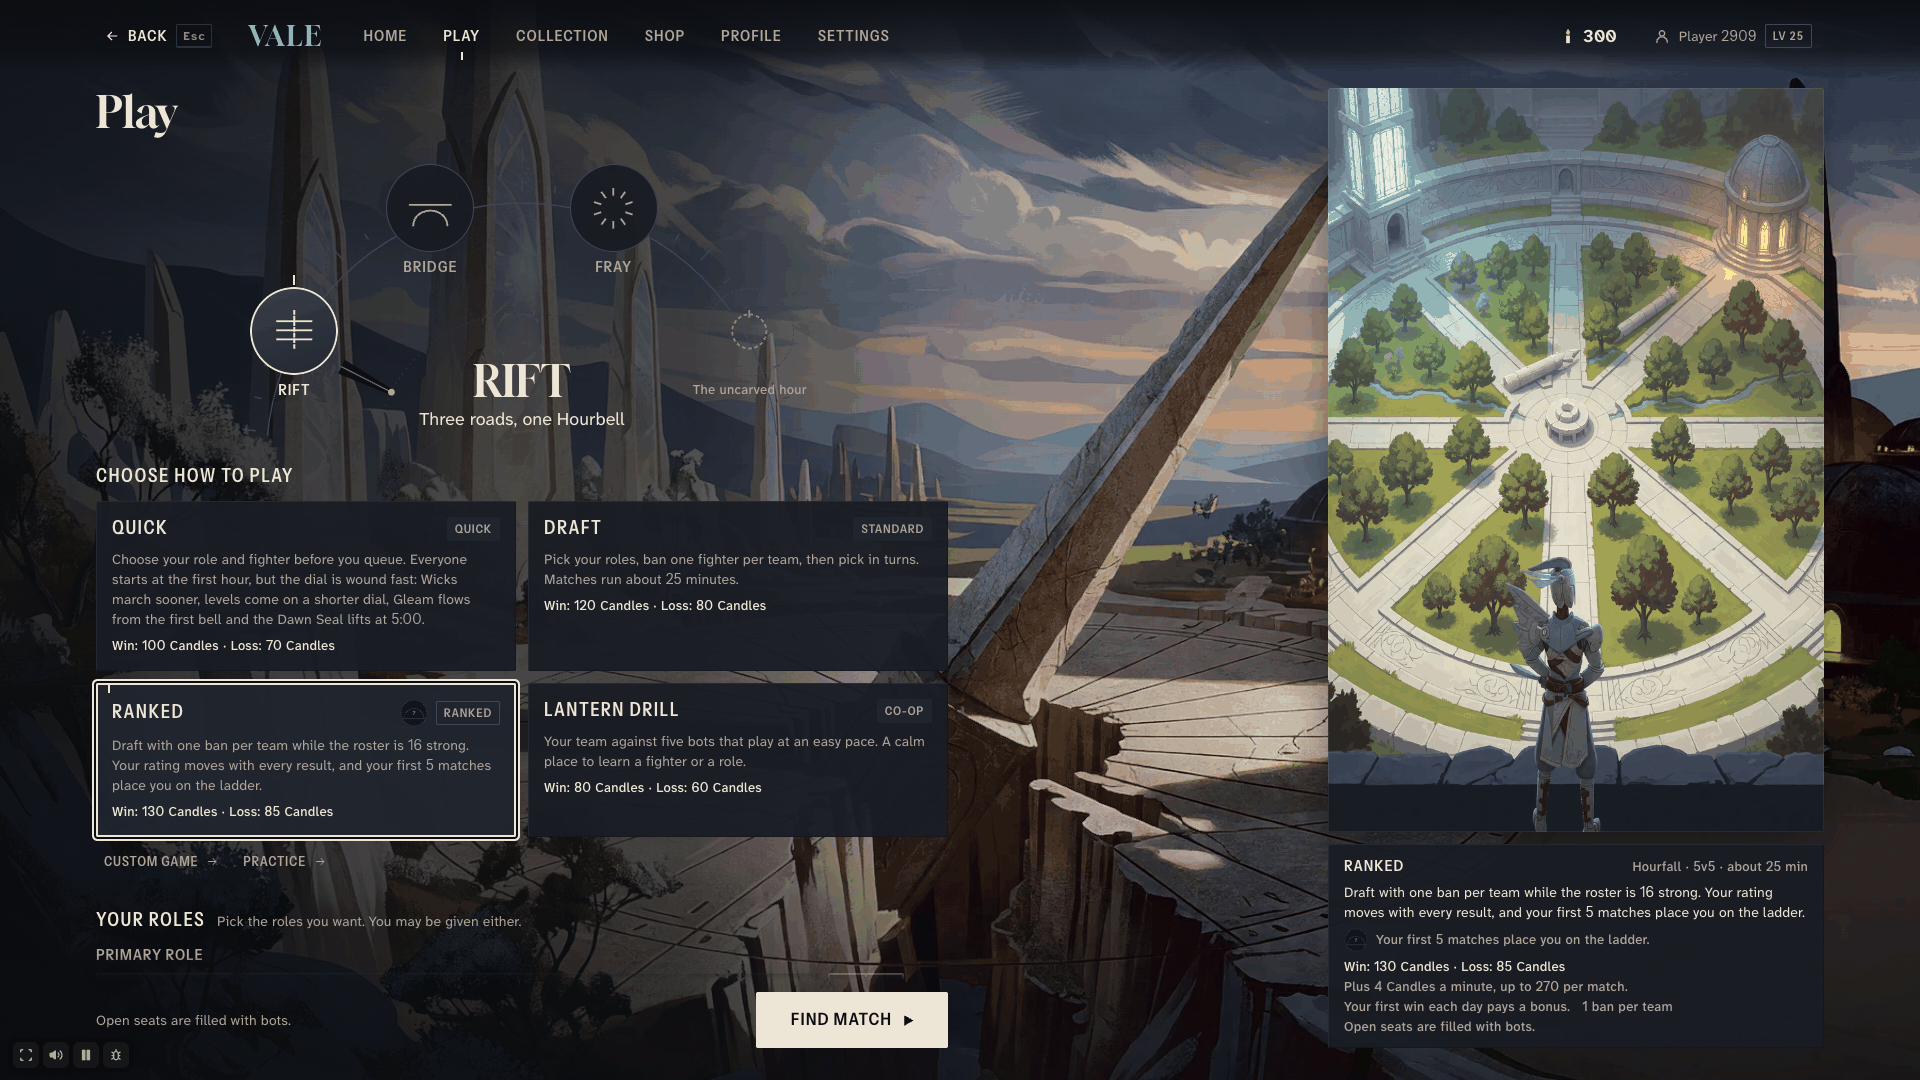 BACK Esc VALE HOME PLAY COLLECTION SHOP PROFILE SETTINGS 300 Player 2909 LV 25
Play
BRIDGE
FRAY
RIFT
RIFT
Three roads, one Hourbell
The uncarved hour
CHOOSE HOW TO PLAY
QUICK QUICK
Choose your role and fighter before you queue. Everyone
starts at the first hour, but the dial is wound fast: Wicks
march sooner, levels come on a shorter dial, Gleam flows
from the first bell and the Dawn Seal lifts at 5:00.
Win: 100 Candles · Loss: 70 Candles
DRAFT STANDARD
Pick your roles, ban one fighter per team, then pick in turns.
Matches run about 25 minutes.
Win: 120 Candles · Loss: 80 Candles
RANKED RANKED
Draft with one ban per team while the roster is 16 strong.
Your rating moves with every result, and your first 5 matches
place you on the ladder.
Win: 130 Candles · Loss: 85 Candles
LANTERN DRILL CO-OP
Your team against five bots that play at an easy pace. A calm
place to learn a fighter or a role.
Win: 80 Candles · Loss: 60 Candles
CUSTOM GAME → PRACTICE →
YOUR ROLES Pick the roles you want. You may be given either.
PRIMARY ROLE
Open seats are filled with bots.
FIND MATCH
RANKED Hourfall · 5v5 · about 25 min
Draft with one ban per team while the roster is 16 strong. Your rating
moves with every result, and your first 5 matches place you on the ladder.
Your first 5 matches place you on the ladder.
Win: 130 Candles · Loss: 85 Candles
Plus 4 Candles a minute, up to 270 per match.
Your first win each day pays a bonus. 1 ban per team
Open seats are filled with bots.